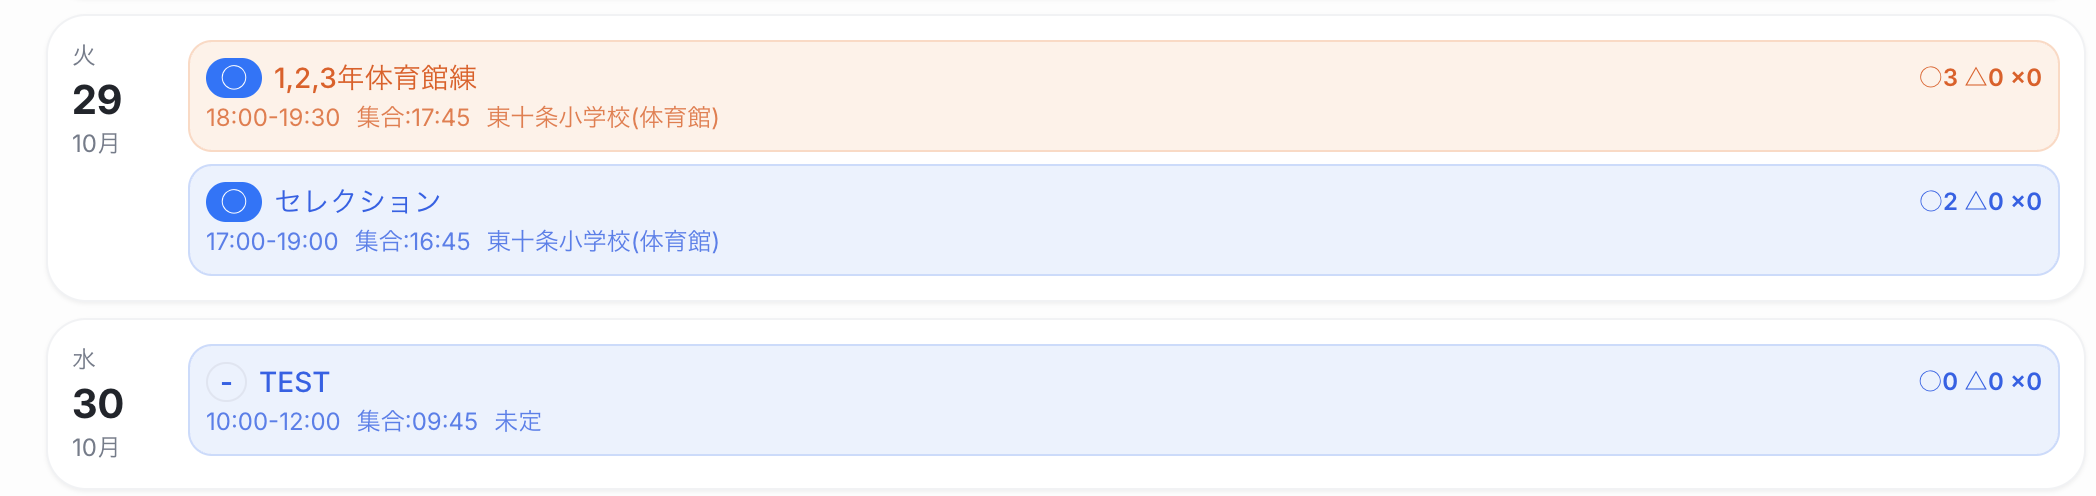 火
29
10月
○ 1,2,3年体育館練
○3 △0 ×0
18:00-19:30 集合:17:45 東十条小学校(体育館)
○ セレクション
○2 △0 ×0
17:00-19:00 集合:16:45 東十条小学校(体育館)
水
30
10月
- TEST
○0 △0 ×0
10:00-12:00 集合:09:45 未定